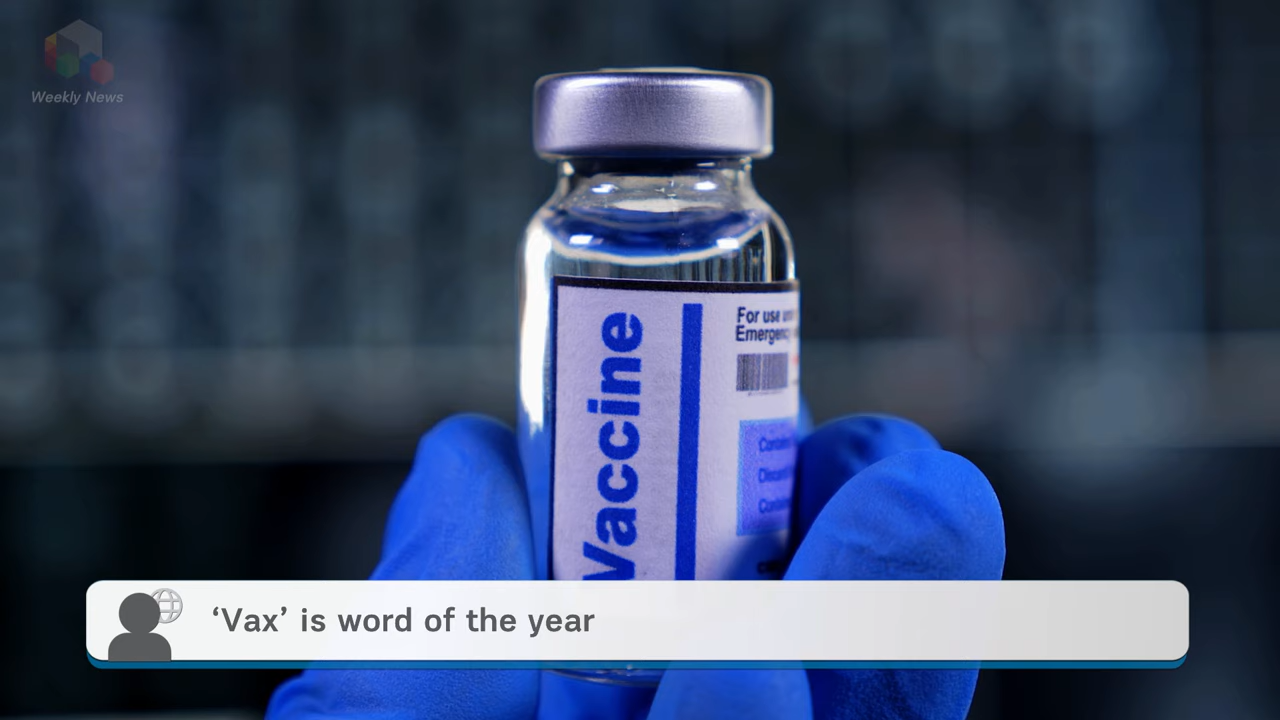 Weekly News
Vaccine
For use
Emergency
‘Vax’ is word of the year